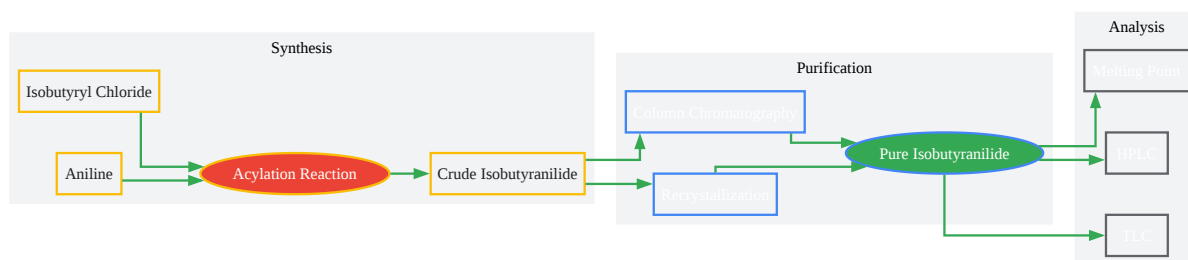 Synthesis
Isobutyryl Chloride
Aniline
Acylation Reaction
Crude Isobutyranilide
Purification
Column Chromatography
Recrystallization
Pure Isobutyranilide
Analysis
Melting Point
HPLC
TLC